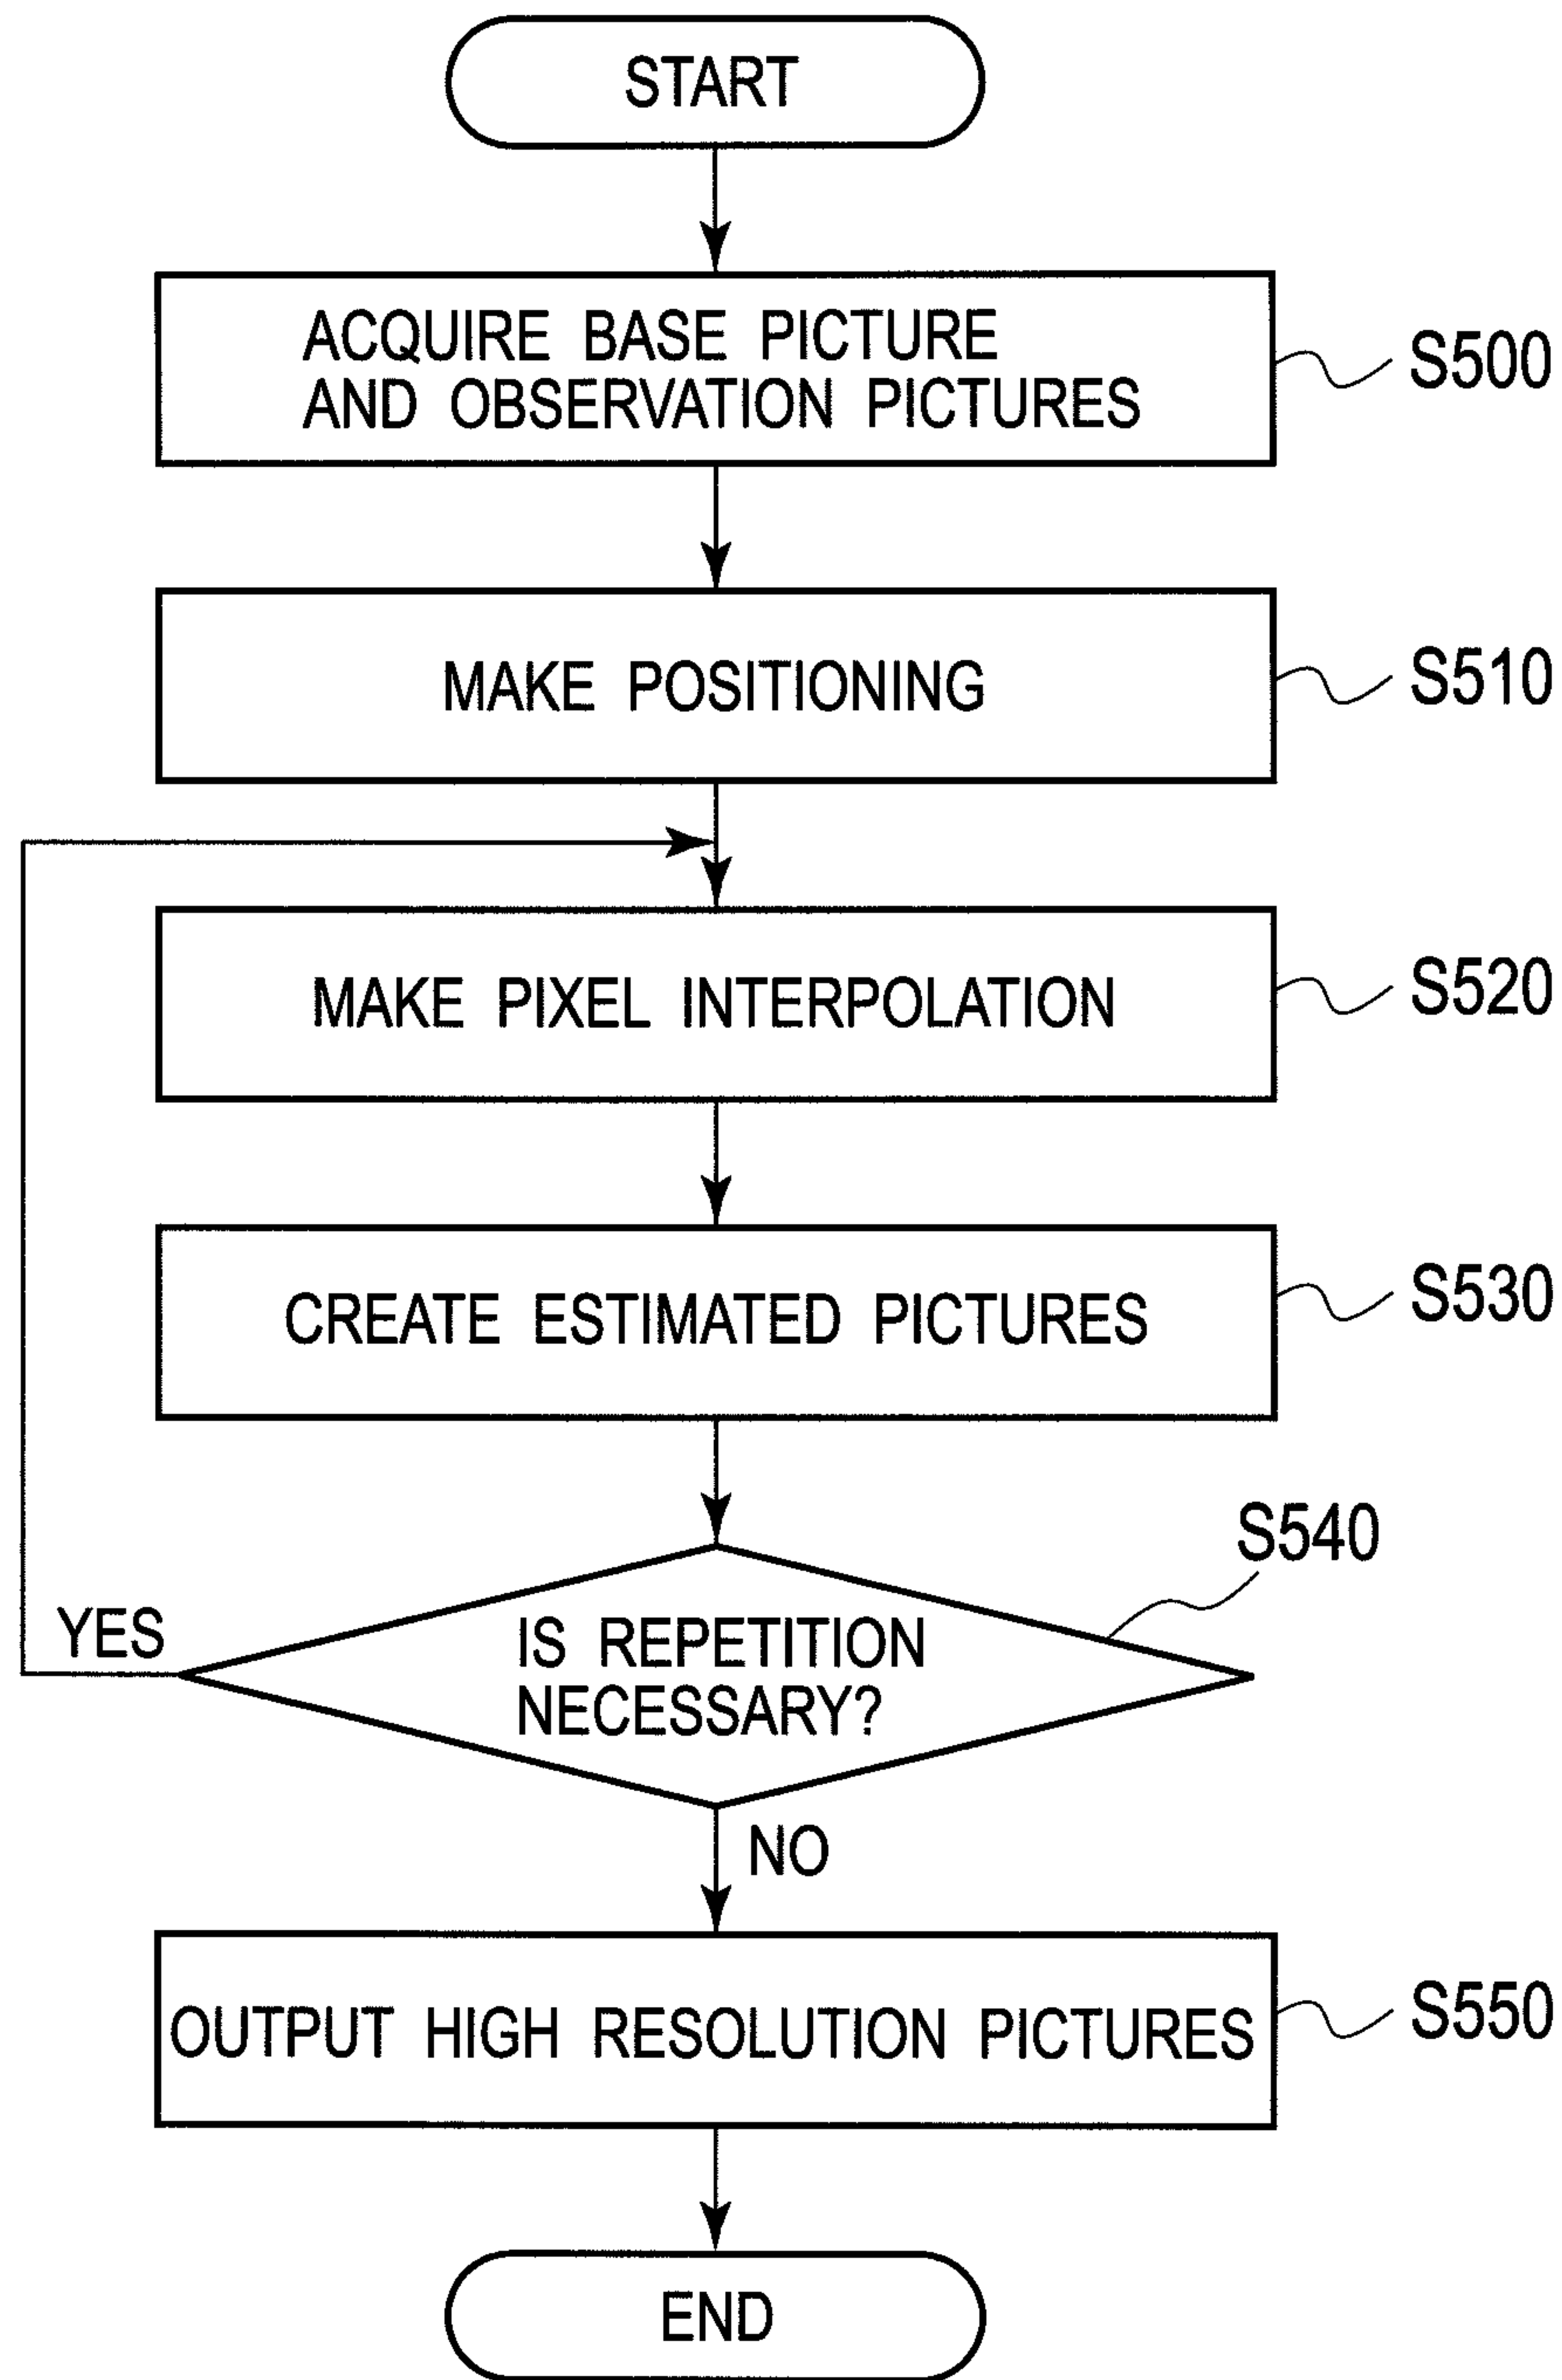 START
ACQUIRE BASE PICTURE
AND OBSERVATION PICTURES
S500
MAKE POSITIONING
S510
MAKE PIXEL INTERPOLATION
S520
CREATE ESTIMATED PICTURES
S530
S540
YES
IS REPETITION
NECESSARY?
NO
OUTPUT HIGH RESOLUTION PICTURES
S550
END